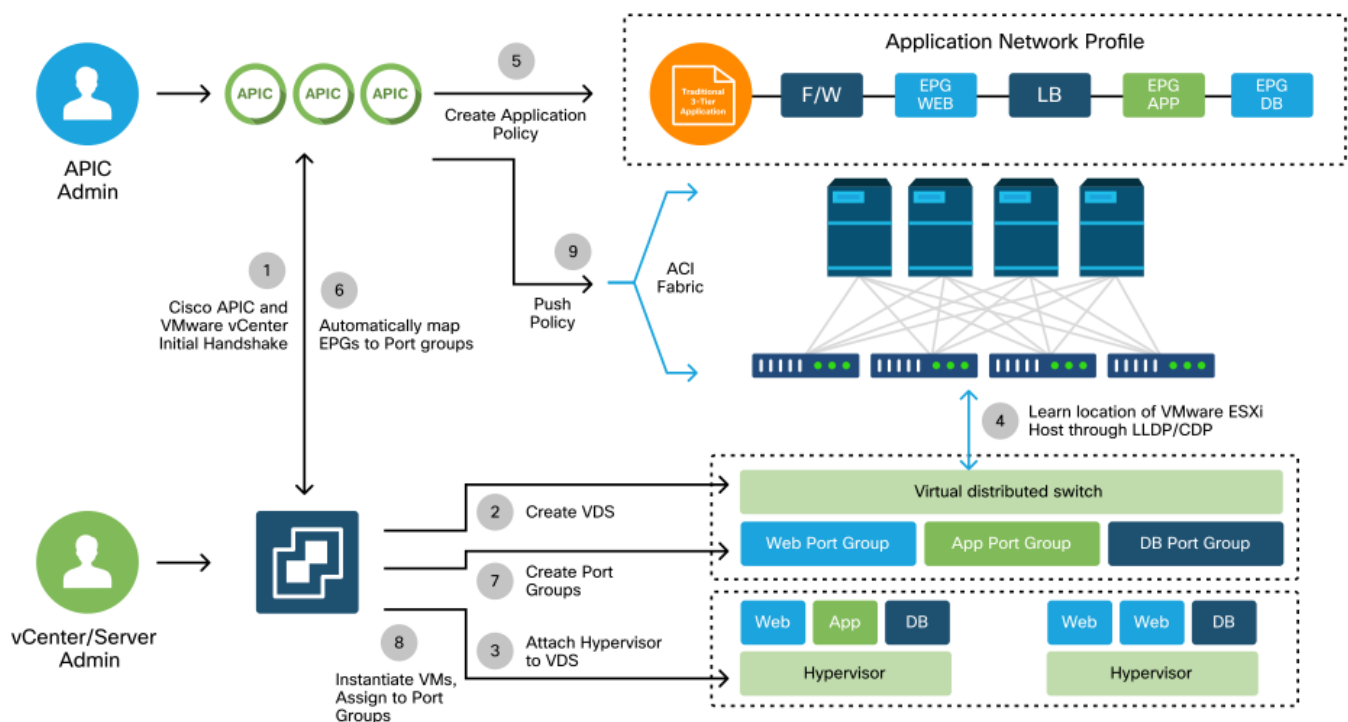 Application Network Profile
APIC
Admin
APIC
APIC
APIC
5
Create Application
Policy
Traditional
3-Tier
Application
F/W
EPG
WEB
LB
EPG
APP
EPG
DB
1
Cisco APIC and
VMware vCenter
Initial Handshake
6
Automatically map
EPGs to Port groups
9
Push
Policy
ACI
Fabric
4
Learn location of VMware ESXi
Host through LLDP/CDP
vCenter/Server
Admin
2
Create VDS
7
Create Port
Groups
8
Instantiate VMs,
Assign to Port
Groups
3
Attach Hypervisor
to VDS
Virtual distributed switch
Web Port Group
App Port Group
DB Port Group
Web
App
DB
Hypervisor
Web
Web
DB
Hypervisor